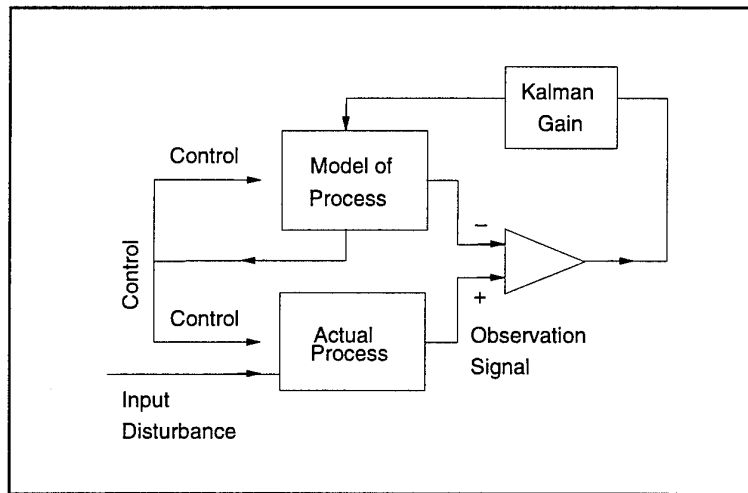 Kalman
Gain
Control
Model of
Process
−
Control
+
Control
Actual
Process
Observation
Signal
Input
Disturbance